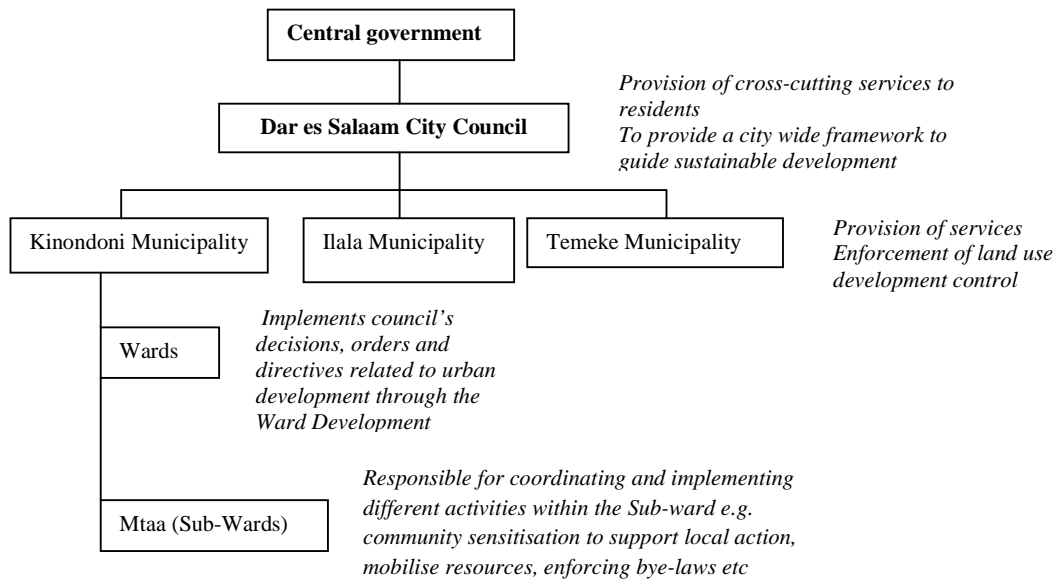 Central government
Provision of cross-cutting services to
residents
To provide a city wide framework to
guide sustainable development
Dar es Salaam City Council
Kinondoni Municipality
Ilala Municipality
Temeke Municipality
Provision of services
Enforcement of land use
development control
Wards
Implements council's
decisions, orders and
directives related to urban
development through the
Ward Development
Mtaa (Sub-Wards)
Responsible for coordinating and implementing
different activities within the Sub-ward e.g.
community sensitisation to support local action,
mobilise resources, enforcing bye-laws etc